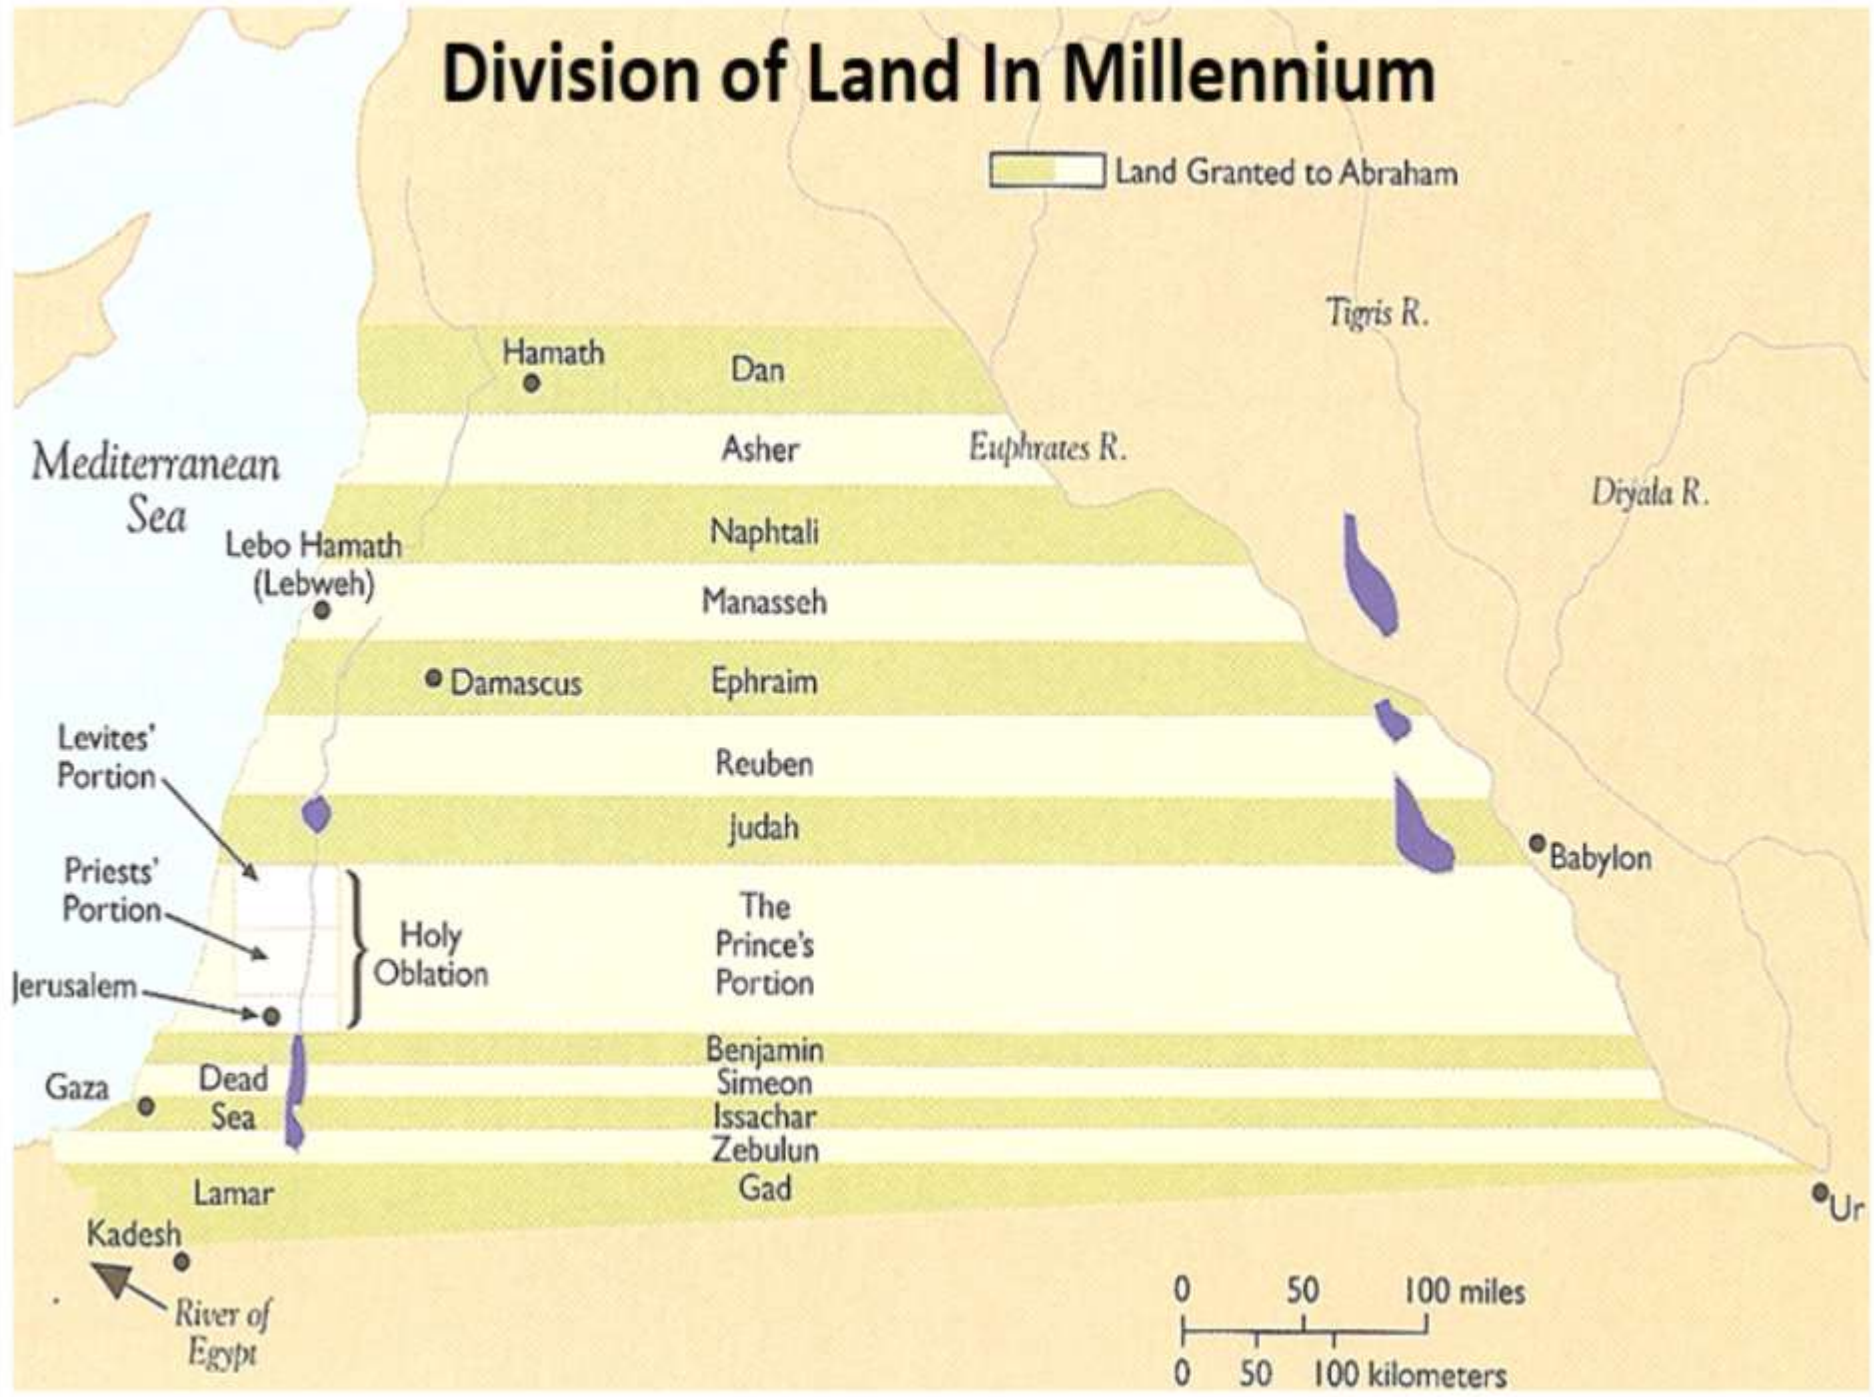 Division of Land In Millennium
Land Granted to Abraham
Tigris R.
Hamath
Dan
Mediterranean
Sea
Asher
Euphrates R.
Diyala R.
Lebo Hamath
(Lebweh)
Naphtali
Manasseh
Damascus
Ephraim
Levites'
Portion
Reuben
Judah
Babylon
Priests'
Portion
Holy
Oblation
The
Prince's
Portion
Jerusalem
Benjamin
Gaza
Dead
Sea
Simeon
Issachar
Zebulun
Lamar
Gad
Ur
Kadesh
River of
Egypt
0 50 100 miles
0 50 100 kilometers